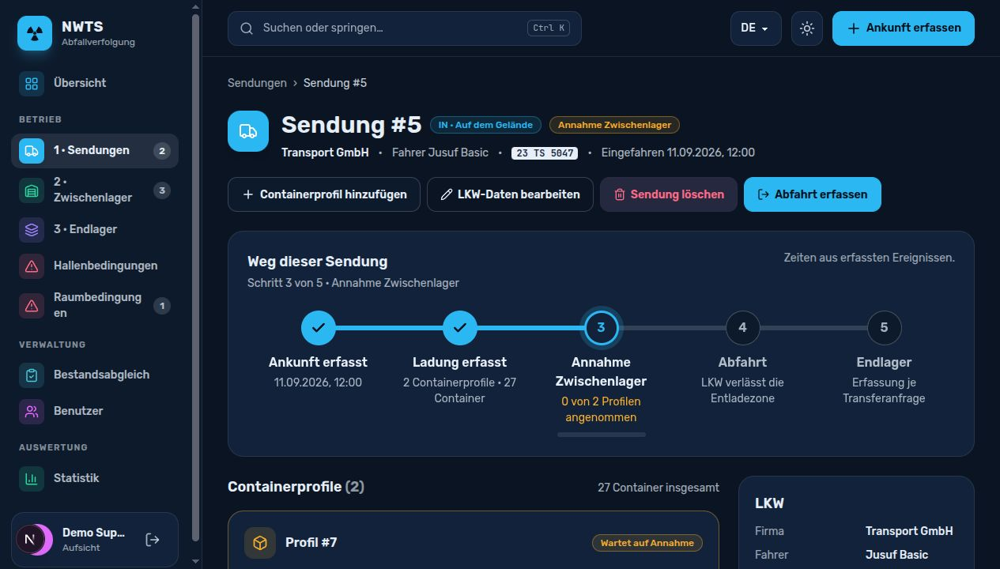 NWTS
Abfallverfolgung
Übersicht
BETRIEB
1 • Sendungen 2
2 •
Zwischenlager 3
3 • Endlager
Hallenbedingungen
Raumbedingung
en 1
VERWALTUNG
Bestandsabgleich
Benutzer
AUSWERTUNG
Statistik
N
Demo Sup...
Aufsicht
Suchen oder springen... Ctrl K
DE
Ankunft erfassen
Sendungen › Sendung #5
Sendung #5 IN • Auf dem Gelände Annahme Zwischenlager
Transport GmbH • Fahrer Jusuf Basic • 23 TS 5047 • Eingefahren 11.09.2026, 12:00
Containerprofil hinzufügen LKW-Daten bearbeiten Sendung löschen Abfahrt erfassen
Weg dieser Sendung
Zeiten aus erfassten Ereignissen.
Schritt 3 von 5 • Annahme Zwischenlager
3 4 5
Ankunft erfasst
11.09.2026, 12:00
Ladung erfasst
2 Containerprofile • 27
Container
Annahme
Zwischenlager
0 von 2 Profilen
angenommen
Abfahrt
LKW verlässt die
Entladezone
Endlager
Erfassung je
Transferanfrage
Containerprofile (2)
27 Container insgesamt
Profil #7
Wartet auf Annahme
LKW
Firma Transport GmbH
Fahrer Jusuf Basic